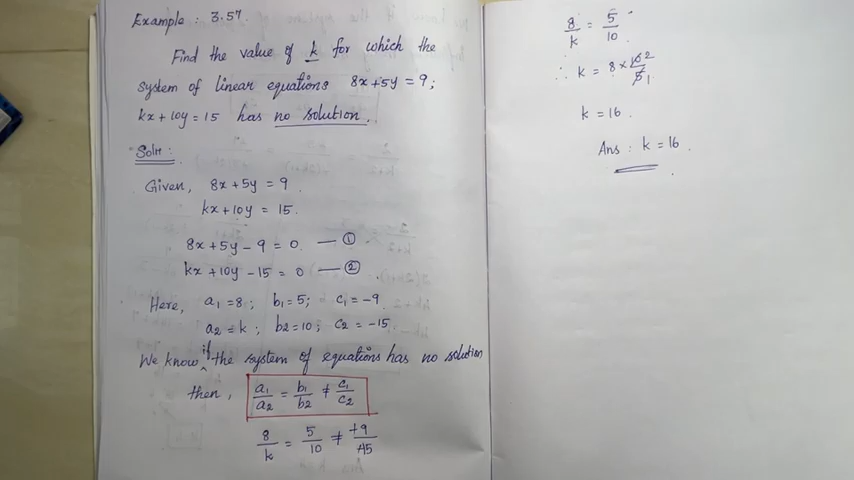 Example : 3.57.
Find the value of k for which the
system of linear equations 8x+5y = 9;
kx+10y = 15 has no solution.
Soln :
Given, 8x+5y = 9
kx+10y = 15.
8x+5y-9 = 0. — ①
kx+10y-15 = 0 — ②
Here, a₁=8; b₁=5; c₁=-9
a₂=k; b2=10; c₂ = -15
We know, if the system of equations has no solution
then, a₁/a₂ = b₁/b2 ≠ c₁/c₂
8/k = 5/10 ≠ +9/+15
8/k = 5/10
∴ k = 8 × 10 2/5 1
k = 16.
Ans : k = 16.